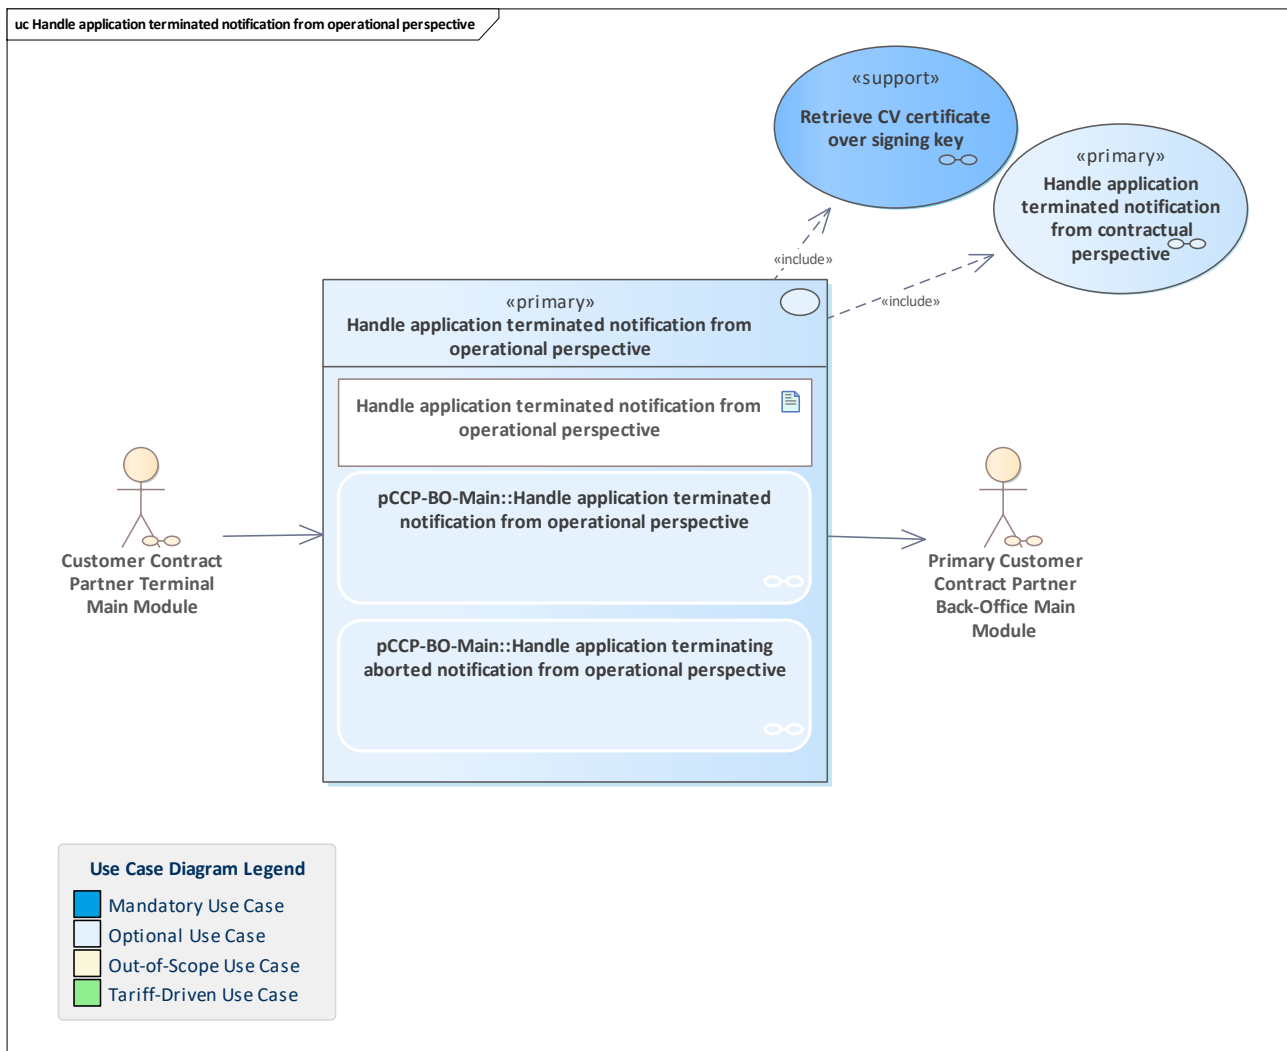 uc Handle application terminated notification from operational perspective
«support»
Retrieve CV certificate
over signing key
«primary»
Handle application
terminated notification
from contractual
perspective
«include»
«include»
«primary»
Handle application terminated notification from
operational perspective
Handle application terminated notification from
operational perspective
pCCP-BO-Main::Handle application terminated
notification from operational perspective
pCCP-BO-Main::Handle application terminating
aborted notification from operational perspective
Customer Contract
Partner Terminal
Main Module
Primary Customer
Contract Partner
Back-Office Main
Module
Use Case Diagram Legend
Mandatory Use Case
Optional Use Case
Out-of-Scope Use Case
Tariff-Driven Use Case